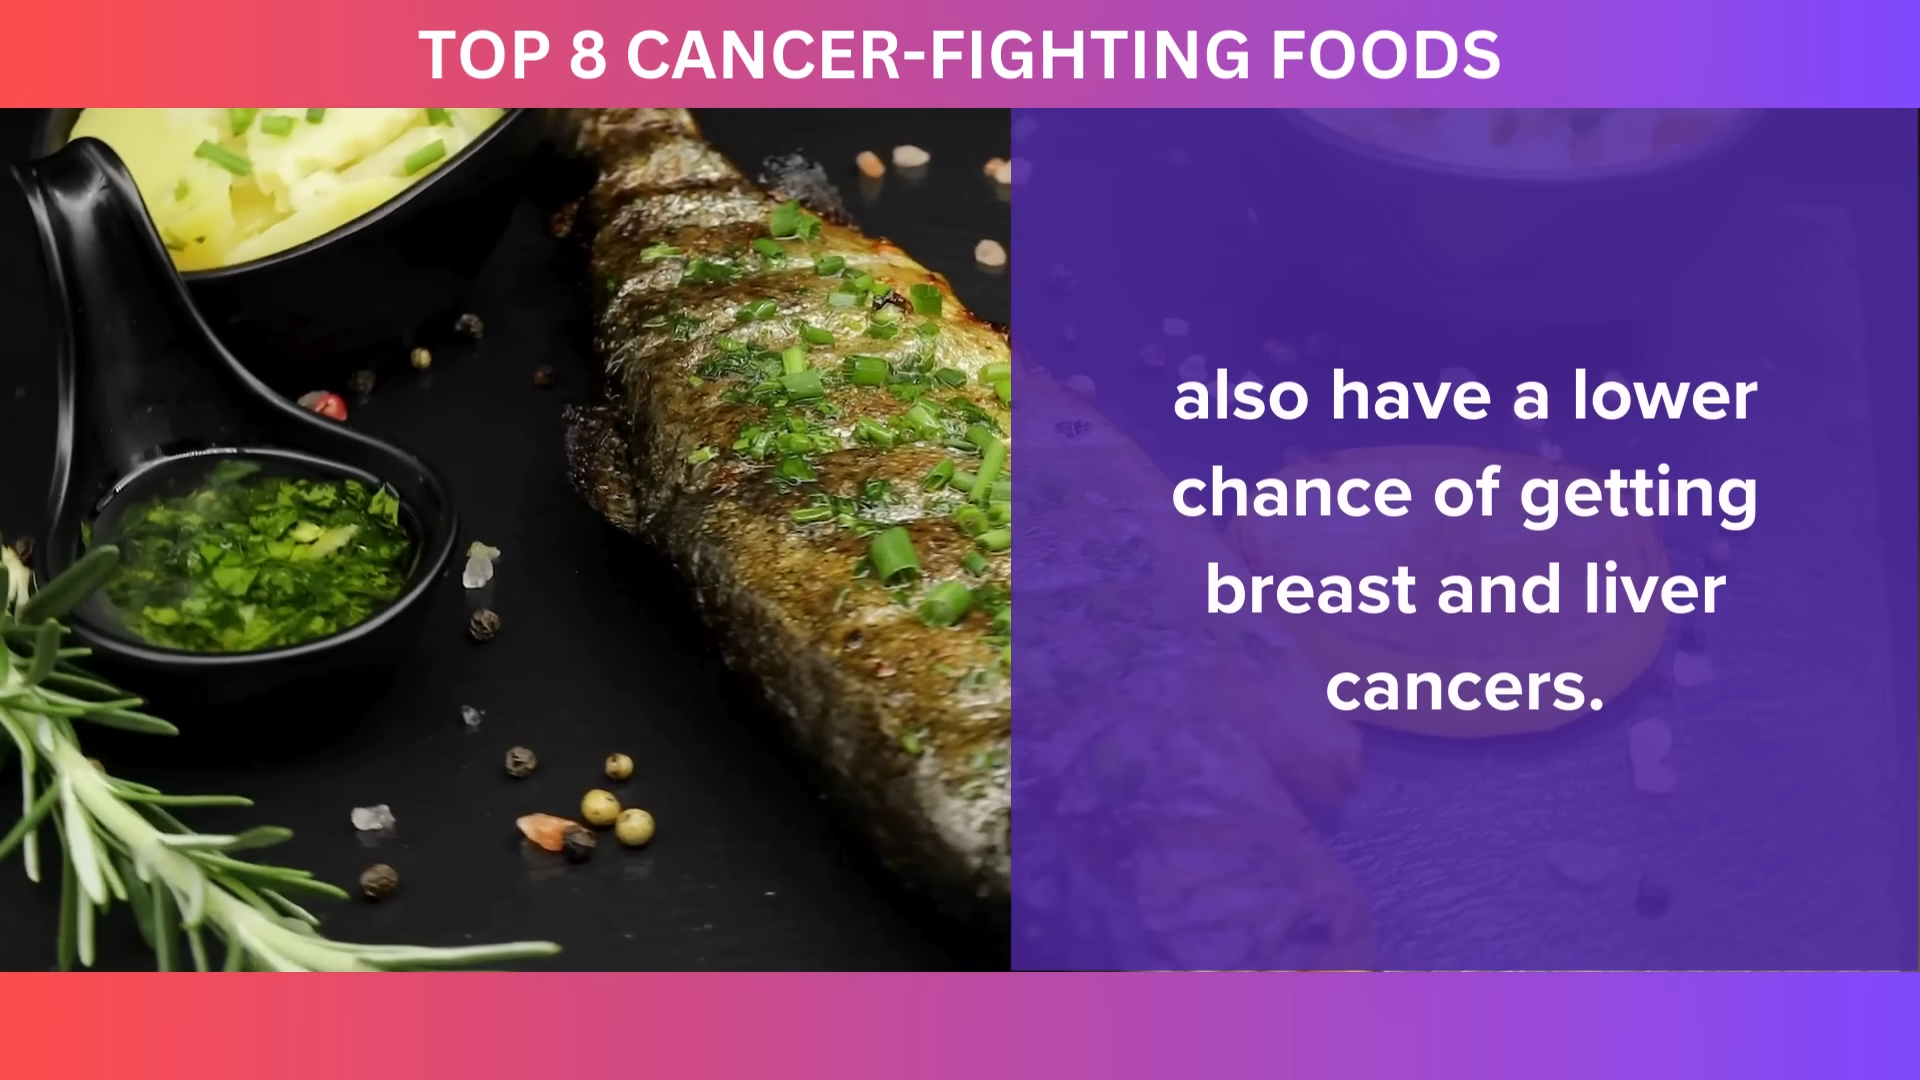 TOP 8 CANCER-FIGHTING FOODS
also have a lower
chance of getting
breast and liver
cancers.